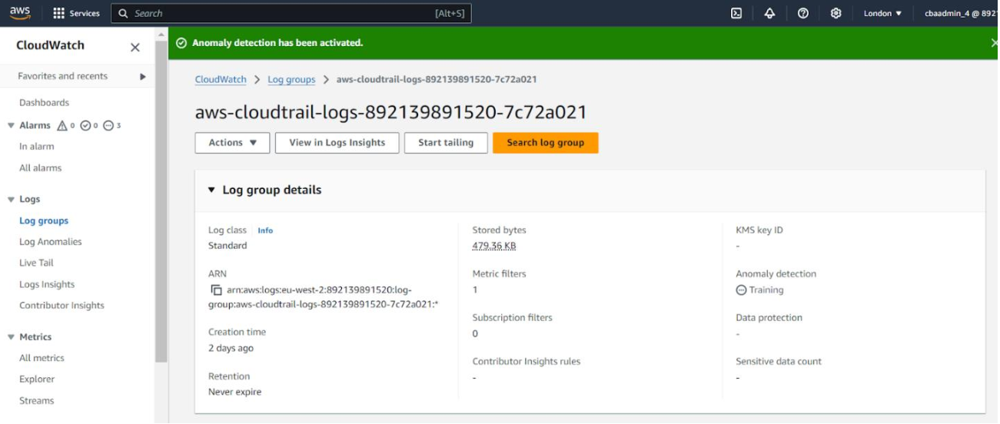 aws
Services
Search
[Alt+S]
London
cbaadmin_4 @ 8921
CloudWatch
Favorites and recents
Dashboards
Alarms 0 0 3
In alarm
All alarms
Logs
Log groups
Log Anomalies
Live Tail
Logs Insights
Contributor Insights
Metrics
All metrics
Explorer
Streams
Anomaly detection has been activated.
CloudWatch > Log groups > aws-cloudtrail-logs-892139891520-7c72a021
aws-cloudtrail-logs-892139891520-7c72a021
Actions
View in Logs Insights
Start tailing
Search log group
Log group details
Log class
Info
Standard
ARN
arn:aws:logs:eu-west-2:892139891520:log-
group:aws-cloudtrail-logs-892139891520-7c72a021:*
Creation time
2 days ago
Retention
Never expire
Stored bytes
479.36 KB
Metric filters
1
Subscription filters
0
Contributor Insights rules
-
KMS key ID
-
Anomaly detection
Training
Data protection
-
Sensitive data count
-